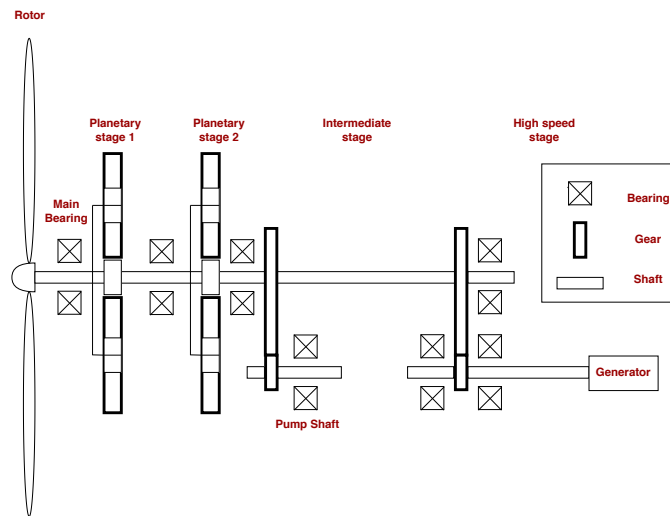 Rotor
Planetary
stage 1
Planetary
stage 2
Intermediate
stage
High speed
stage
Main
Bearing
Bearing
Gear
Shaft
Generator
Pump Shaft